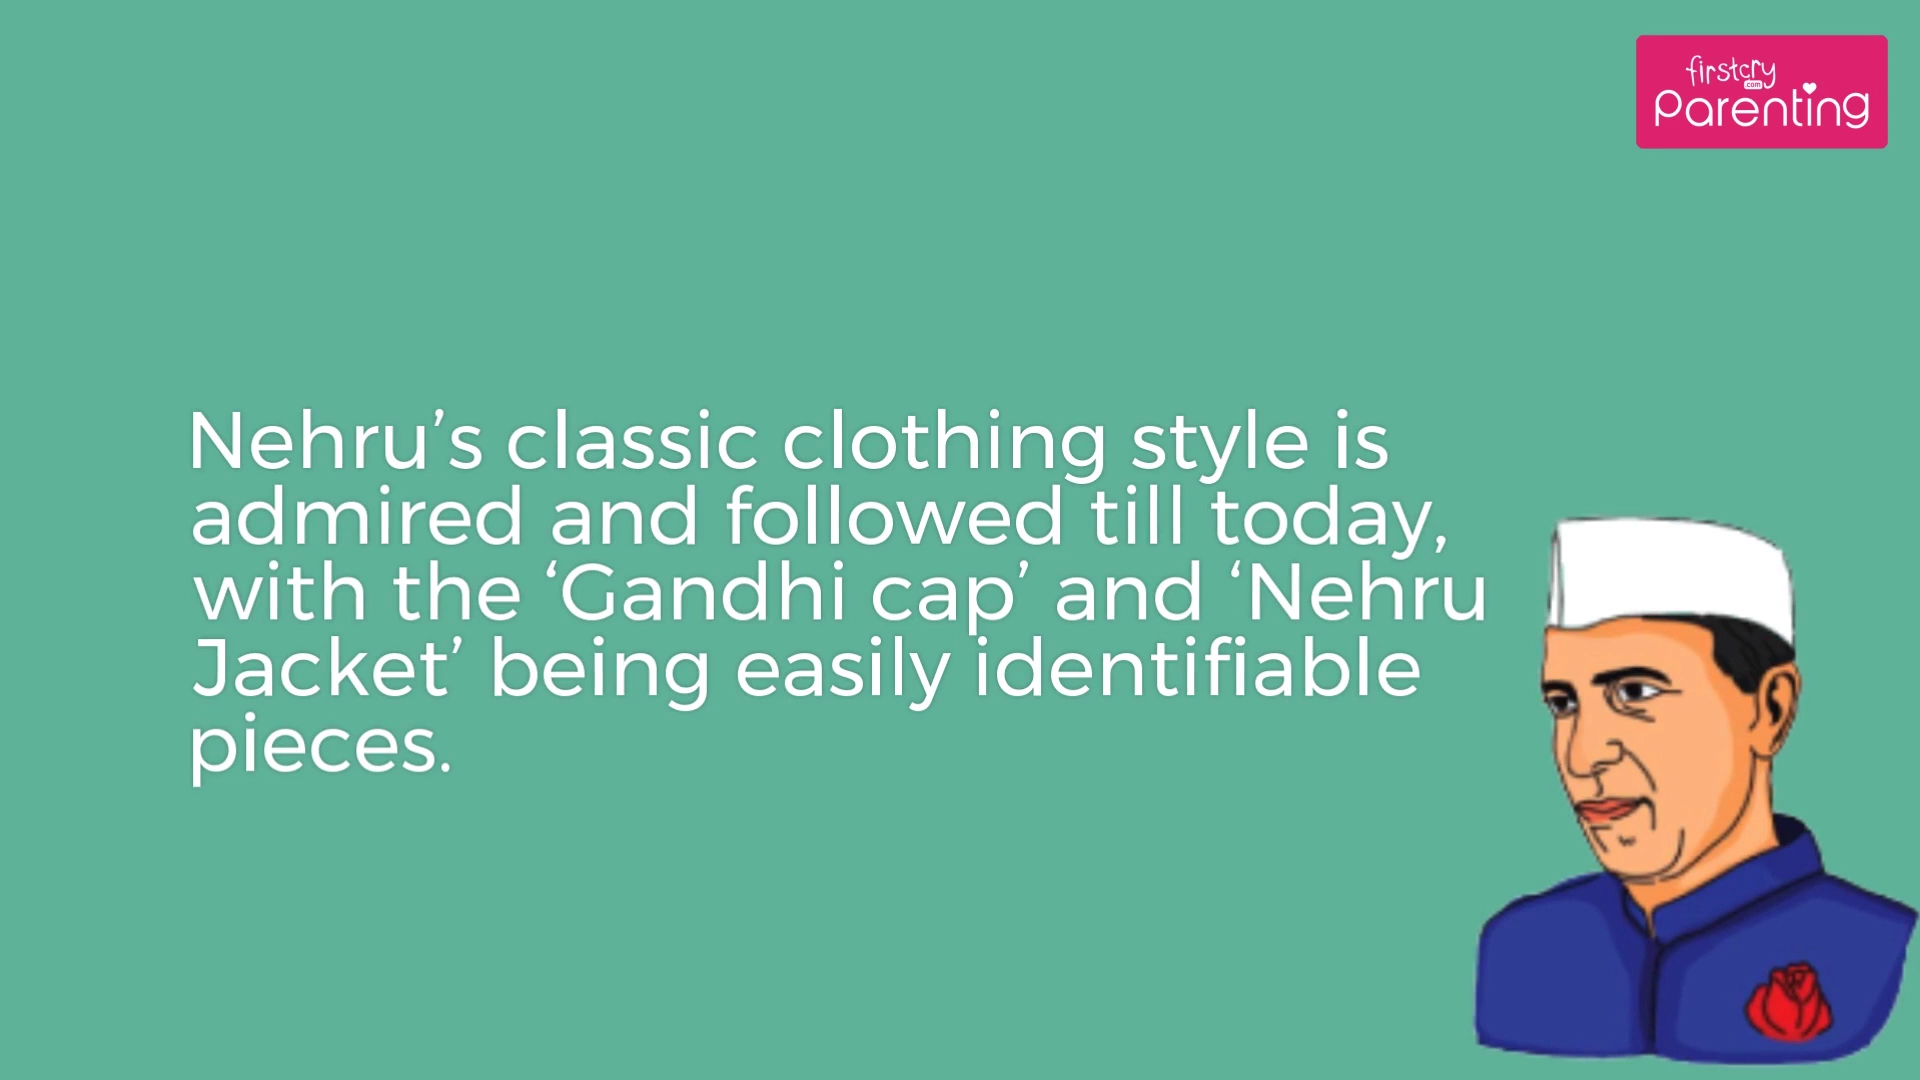 firstcry
.com
Parenting
Nehru’s classic clothing style is
admired and followed till today,
with the ‘Gandhi cap’ and ‘Nehru
Jacket’ being easily identifiable
pieces.